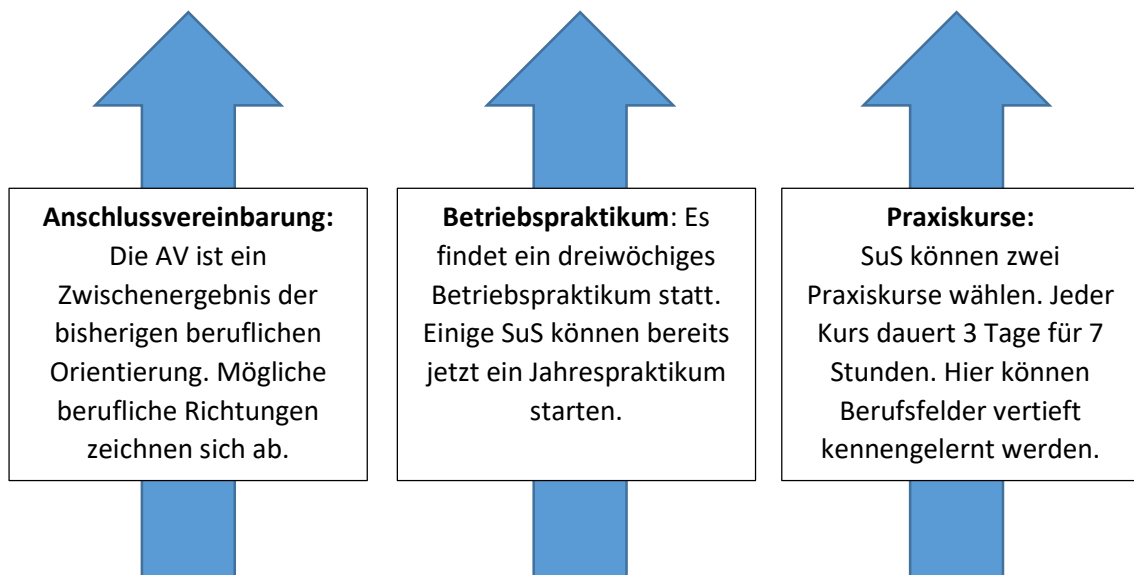 Anschlussvereinbarung:
Die AV ist ein
Zwischenergebnis der
bisherigen beruflichen
Orientierung. Mögliche
berufliche Richtungen
zeichnen sich ab.
Betriebspraktikum: Es
findet ein dreiwöchiges
Betriebspraktikum statt.
Einige SuS können bereits
jetzt ein Jahrespraktikum
starten.
Praxiskurse:
SuS können zwei
Praxiskurse wählen. Jeder
Kurs dauert 3 Tage für 7
Stunden. Hier können
Berufsfelder vertieft
kennengelernt werden.